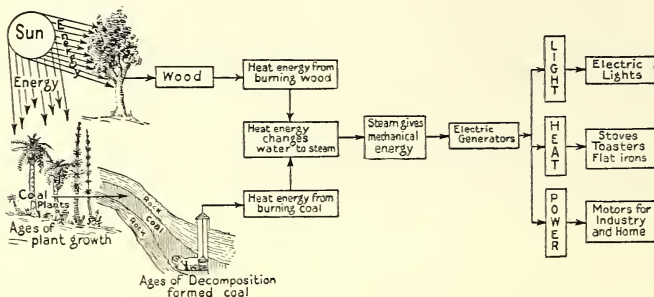 Sun
Energy
Energy
Wood
Heat energy from
burning wood
Heat energy
changes
water to steam
Heat energy from
burning coal
Steam gives
mechanical
energy
Electric
Generators
LIGHT
Electric
Lights
HEAT
Stoves
Toasters
Flat irons
POWER
Motors for
Industry
and Home
Coal
Plants
Ages of
plant growth
Rock
Coal
Rock
Ages of Decomposition
formed coal